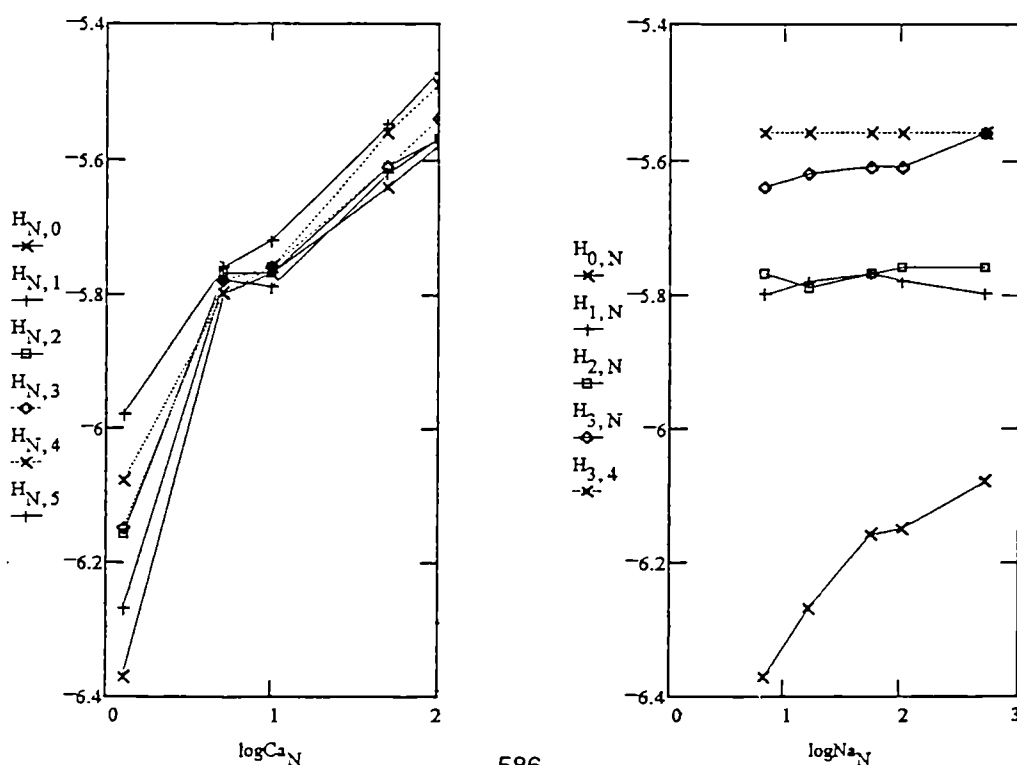 −5.4
−5.6
−5.8
−6
−6.2
−6.4
H_N,0
H_N,1
H_N,2
H_N,3
H_N,4
H_N,5
0 1 2
logCa_N
−5.4
−5.6
−5.8
−6
−6.2
−6.4
H_0,N
H_1,N
H_2,N
H_3,N
H_3,4
0 1 2 3
logNa_N